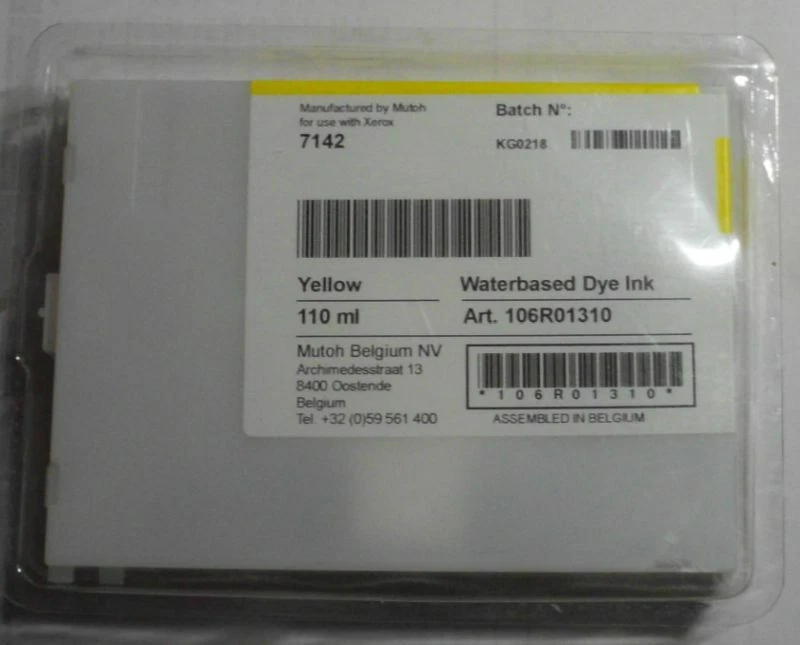 Manufactured by Mutoh
for use with Xerox
7142
Batch N°:
KG0218
Yellow
Waterbased Dye Ink
110 ml
Art. 106R01310
Mutoh Belgium NV
Archimedesstraat 13
8400 Oostende
Belgium
Tel. +32 (0)59 561 400
*106R01310*
ASSEMBLED IN BELGIUM